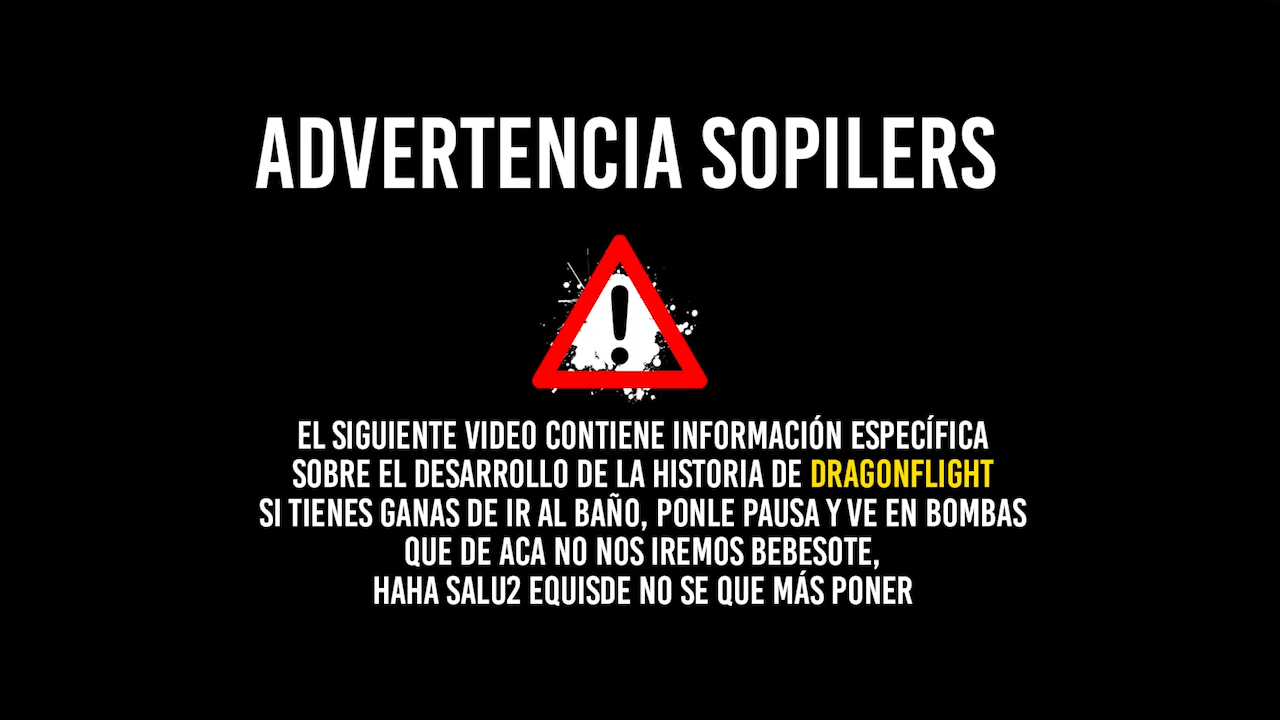 ADVERTENCIA SOPILERS
EL SIGUIENTE VIDEO CONTIENE INFORMACIÓN ESPECÍFICA
SOBRE EL DESARROLLO DE LA HISTORIA DE DRAGONFLIGHT
SI TIENES GANAS DE IR AL BAÑO, PONLE PAUSA Y VE EN BOMBAS
QUE DE ACA NO NOS IREMOS BEBESOTE,
HAHA SALU2 EQUISDE NO SE QUE MÁS PONER